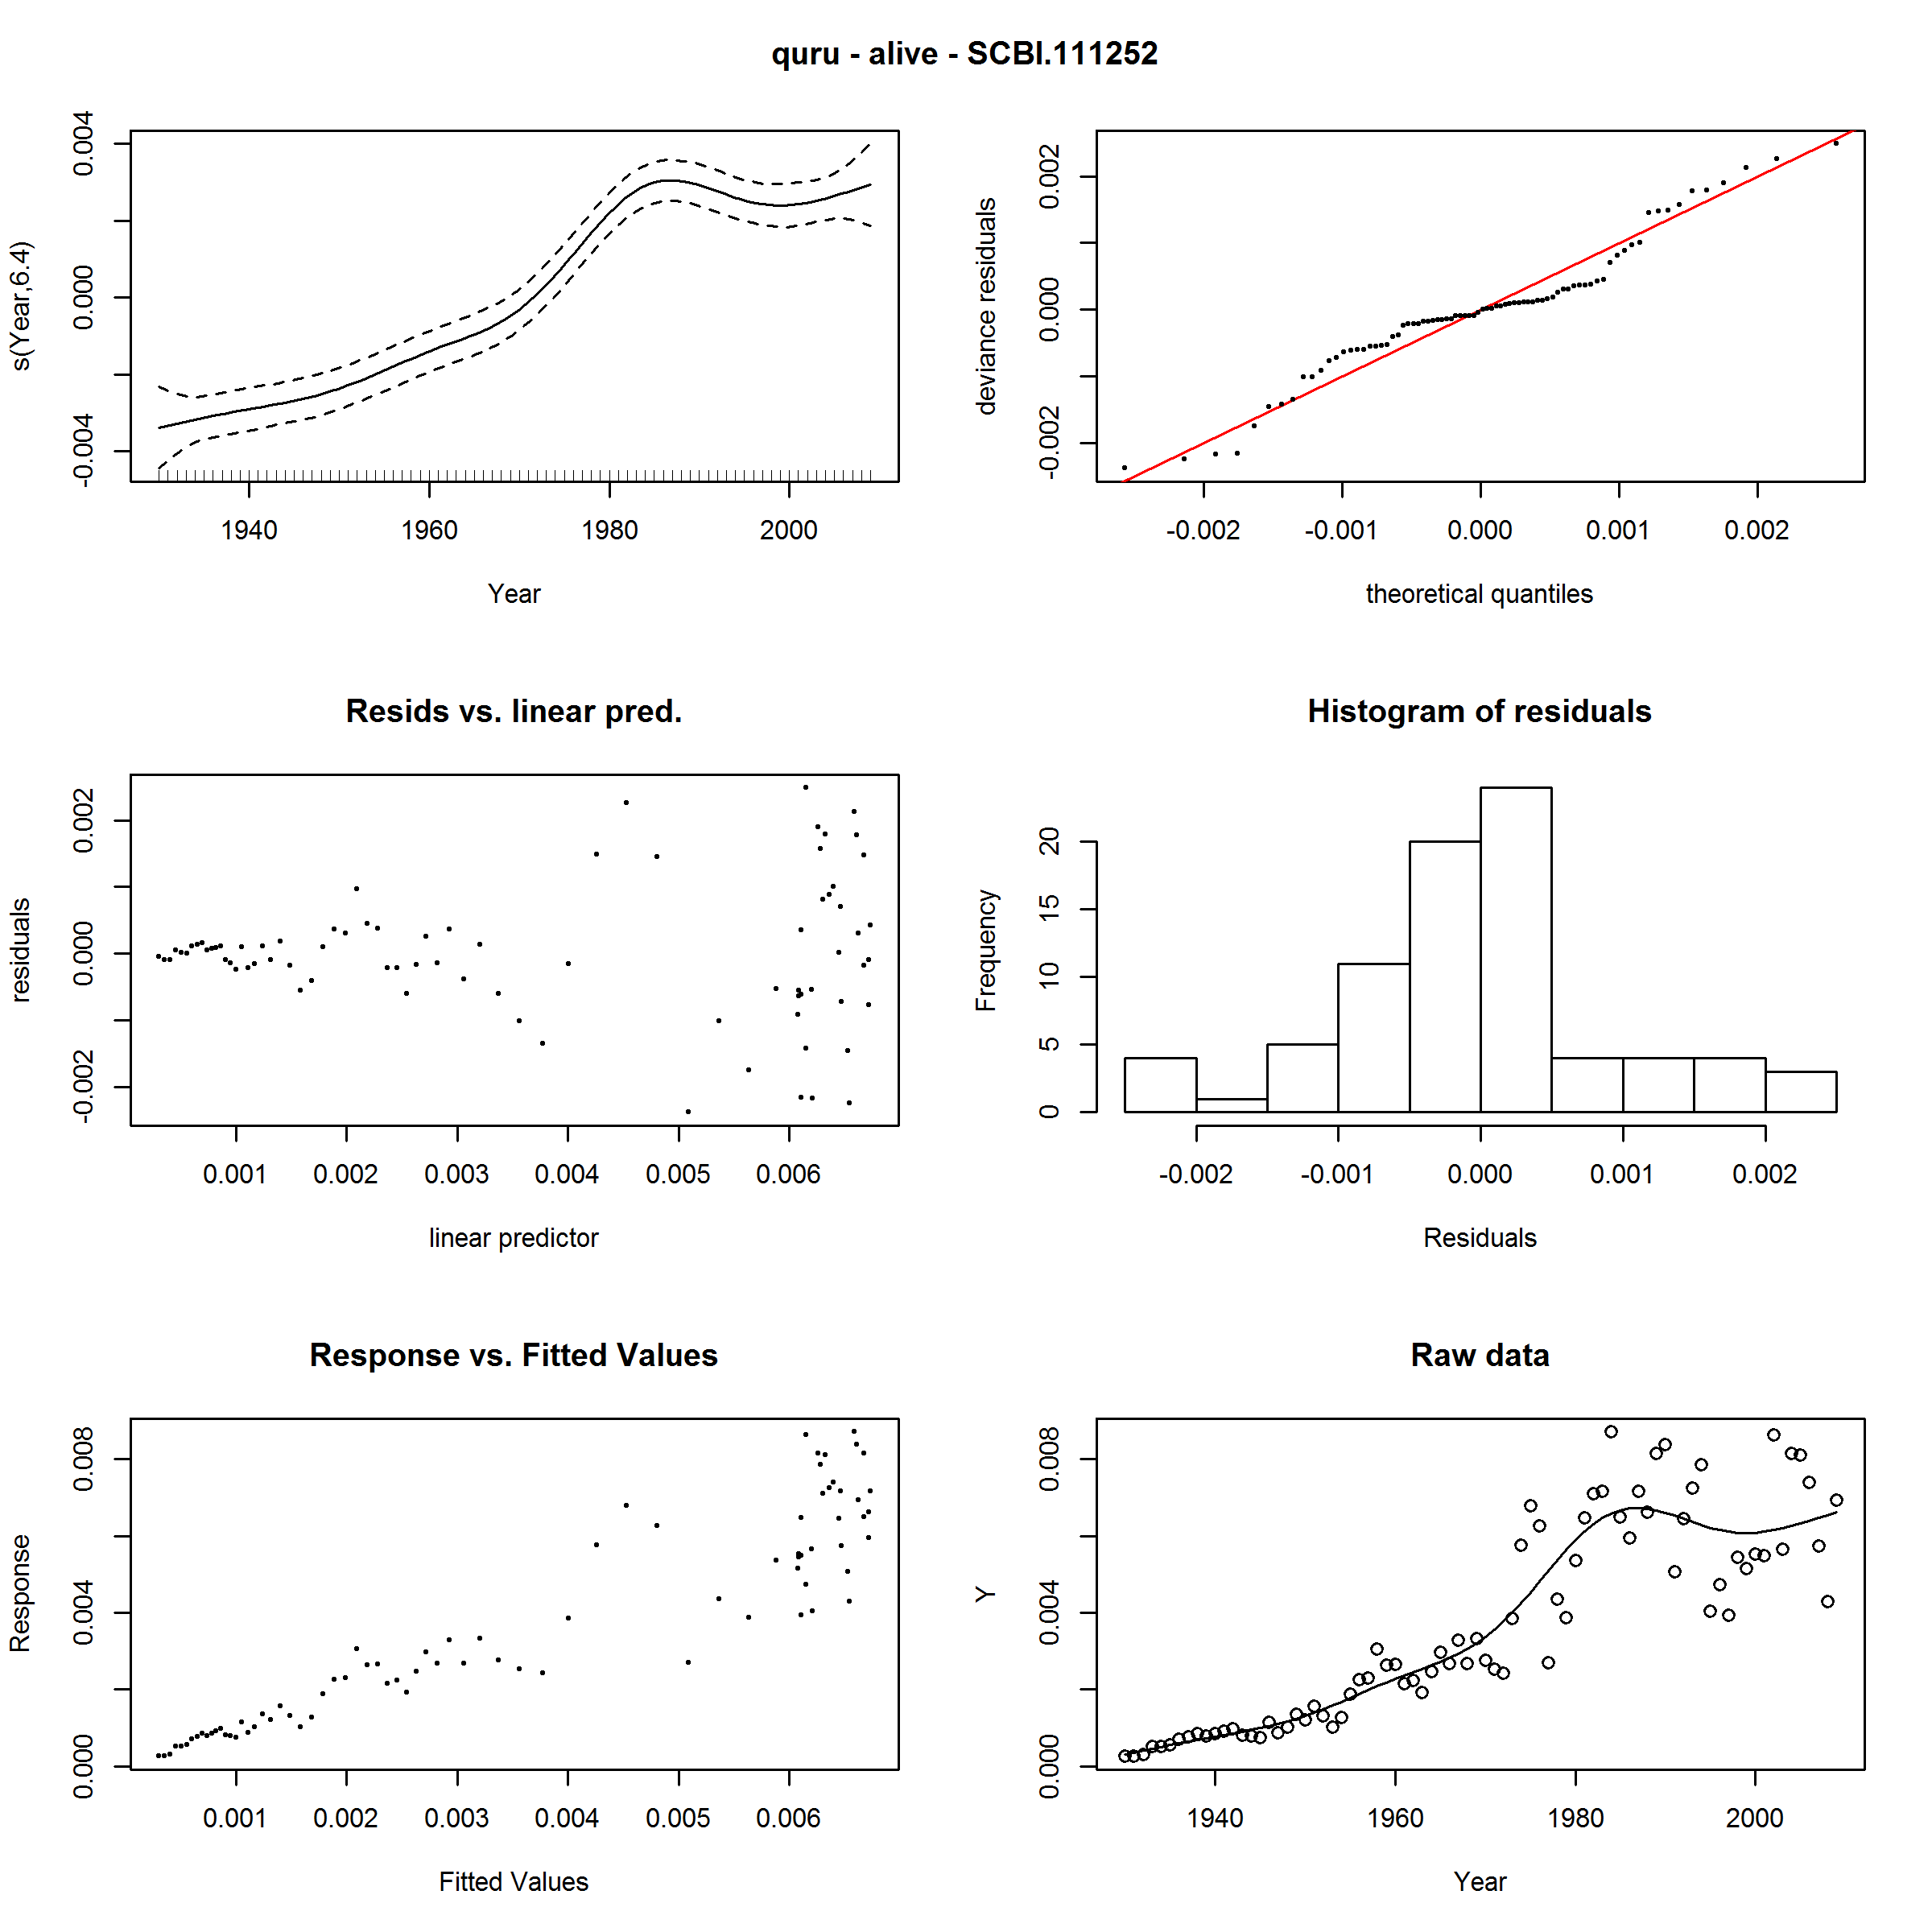 quru - alive - SCBI.111252
s(Year,6.4)
-0.004 0.000 0.004
1940 1960 1980 2000
Year
deviance residuals
-0.002 0.000 0.002
-0.002 -0.001 0.000 0.001 0.002
theoretical quantiles
Resids vs. linear pred.
residuals
-0.002 0.000 0.002
0.001 0.002 0.003 0.004 0.005 0.006
linear predictor
Histogram of residuals
Frequency
0 5 10 15 20
-0.002 -0.001 0.000 0.001 0.002
Residuals
Response vs. Fitted Values
Response
0.000 0.004 0.008
0.001 0.002 0.003 0.004 0.005 0.006
Fitted Values
Raw data
Y
0.000 0.004 0.008
1940 1960 1980 2000
Year